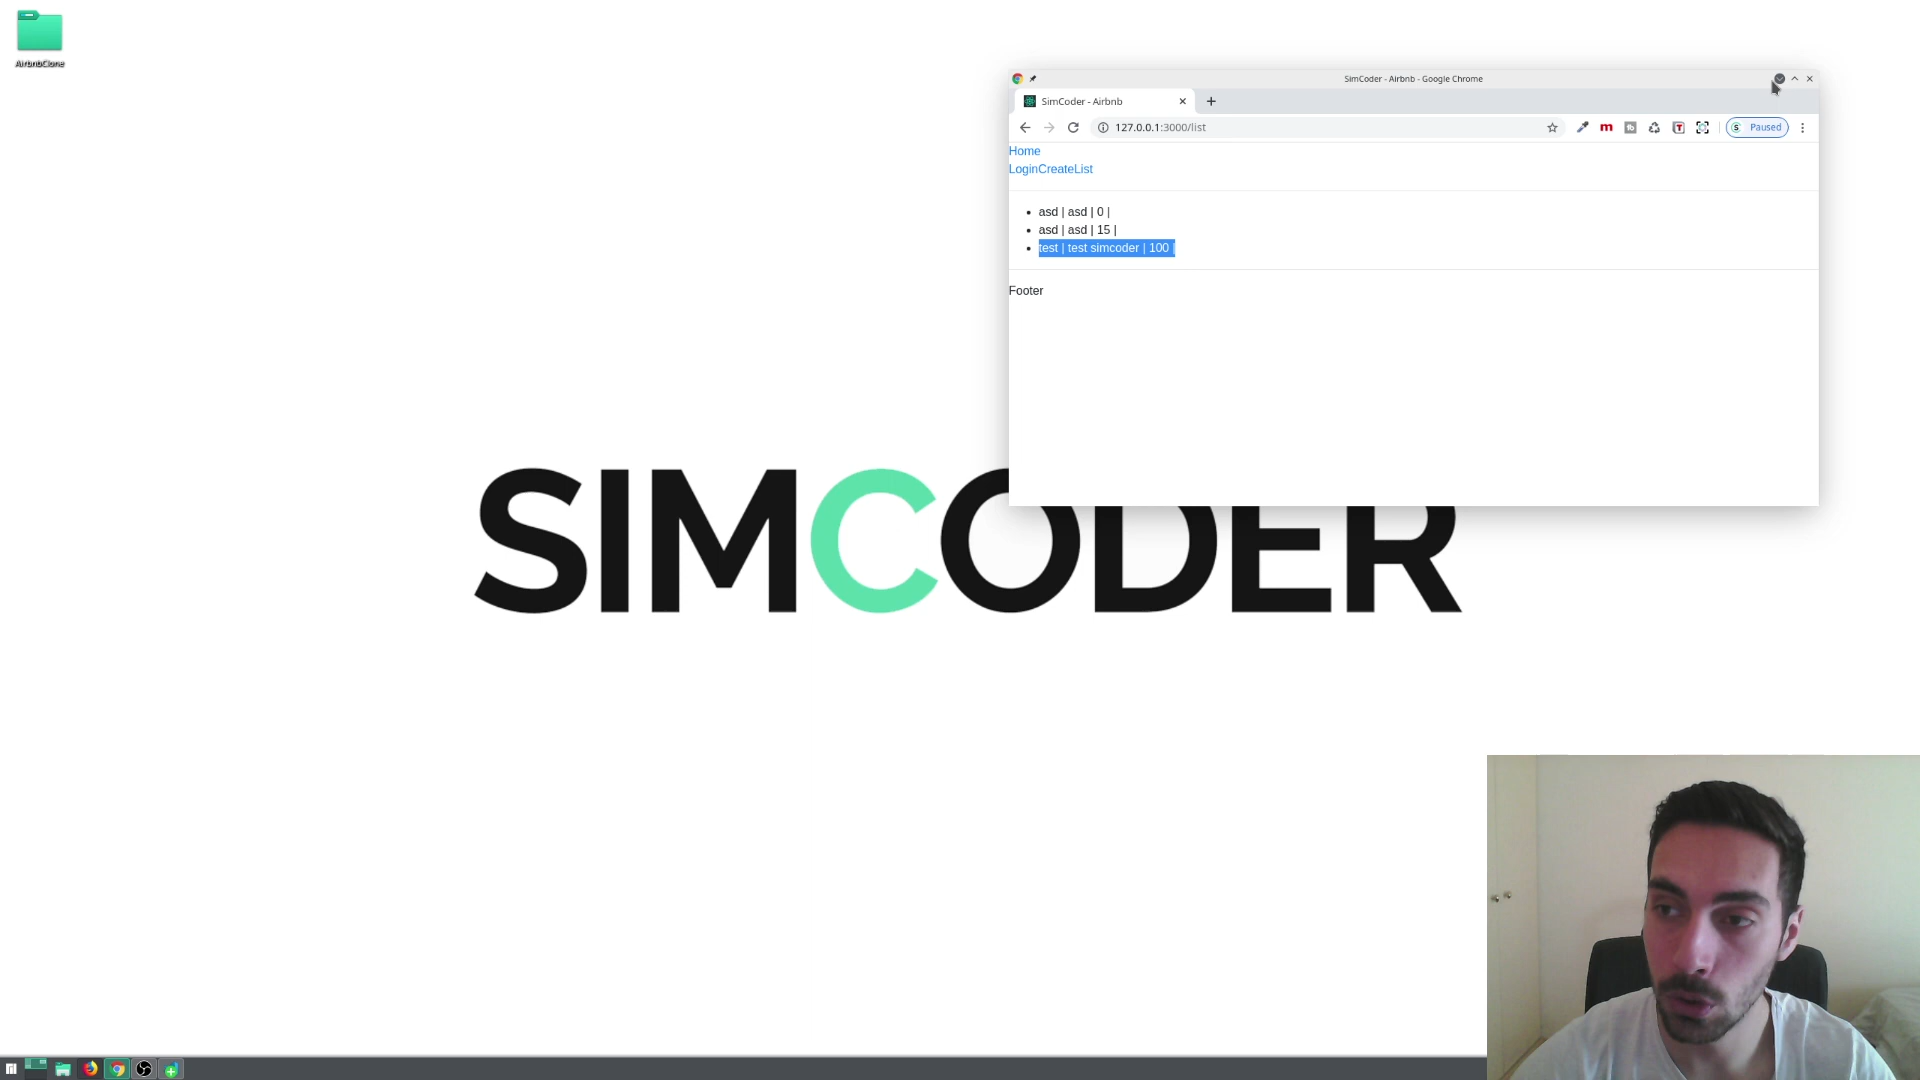 AirbnbClone
SimCoder - Airbnb - Google Chrome
SimCoder - Airbnb
127.0.0.1:3000/list
Paused
Home
LoginCreateList
asd | asd | 0 |
asd | asd | 15 |
test | test simcoder | 100 |
Footer
SIMCODER